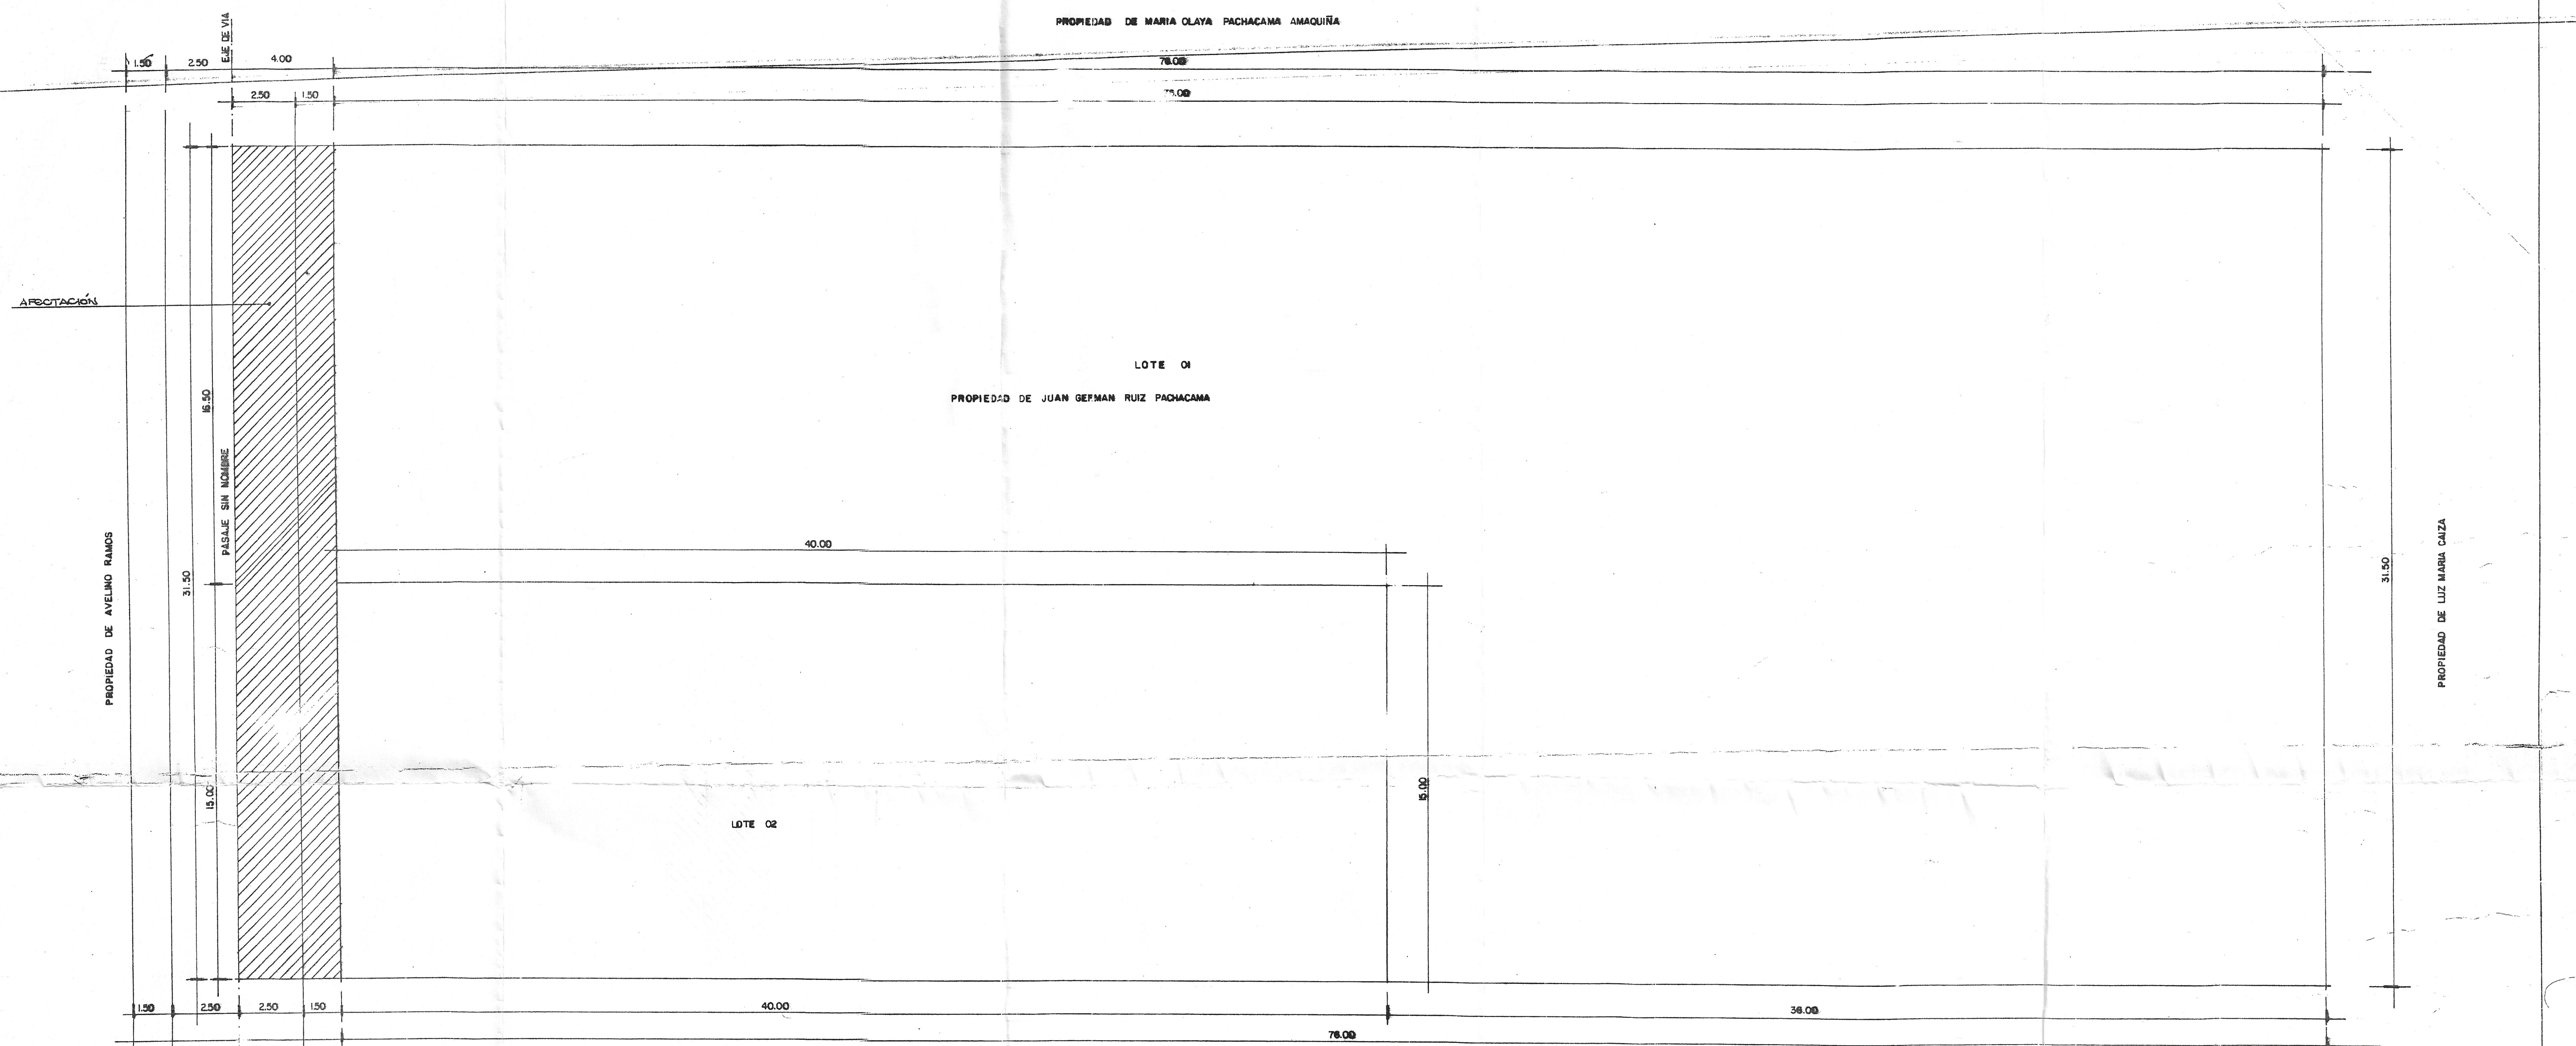 PROPIEDAD DE MARIA OLAYA PACHACAMA AMAQUIÑA
EJE DE VIA
1.50
2.50
4.00
76.00
2.50
1.50
76.00
AFECTACIÓN
LOTE 01
PROPIEDAD DE JUAN GERMAN RUIZ PACHACAMA
16.50
PASAJE SIN NOMBRE
PROPIEDAD DE AVELINO RAMOS
31.50
40.00
31.50
PROPIEDAD DE LUZ MARIA CAIZA
15.00
15.00
LOTE 02
1.50
2.50
2.50
1.50
40.00
36.00
76.00